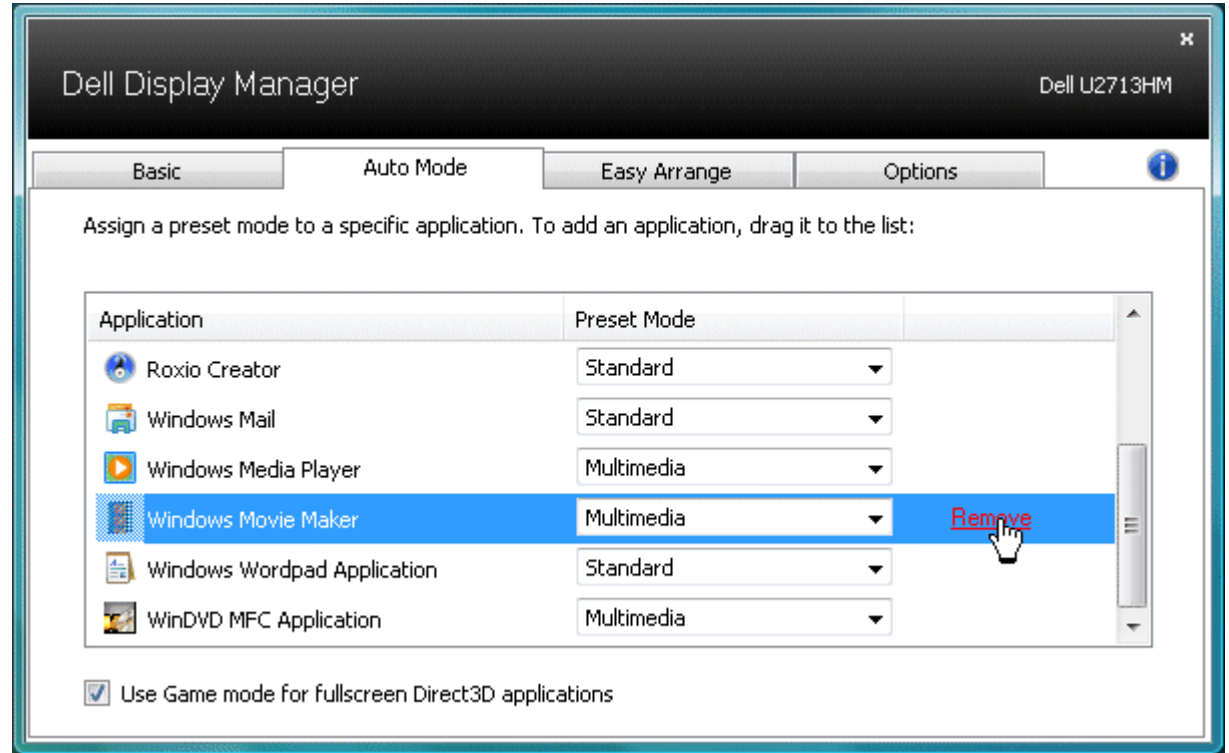 Dell Display Manager
Dell U2713HM
Basic
Auto Mode
Easy Arrange
Options
Assign a preset mode to a specific application. To add an application, drag it to the list:
Application Preset Mode
Roxio Creator Standard
Windows Mail Standard
Windows Media Player Multimedia
Windows Movie Maker Multimedia Remove
Windows Wordpad Application Standard
WinDVD MFC Application Multimedia
Use Game mode for fullscreen Direct3D applications